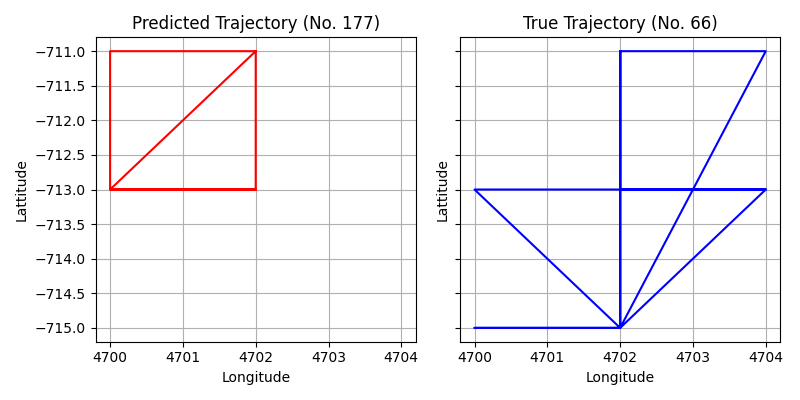 Predicted Trajectory (No. 177)
True Trajectory (No. 66)
Lattitude
−711.0
−711.5
−712.0
−712.5
−713.0
−713.5
−714.0
−714.5
−715.0
4700 4701 4702 4703 4704
Longitude
Lattitude
4700 4701 4702 4703 4704
Longitude